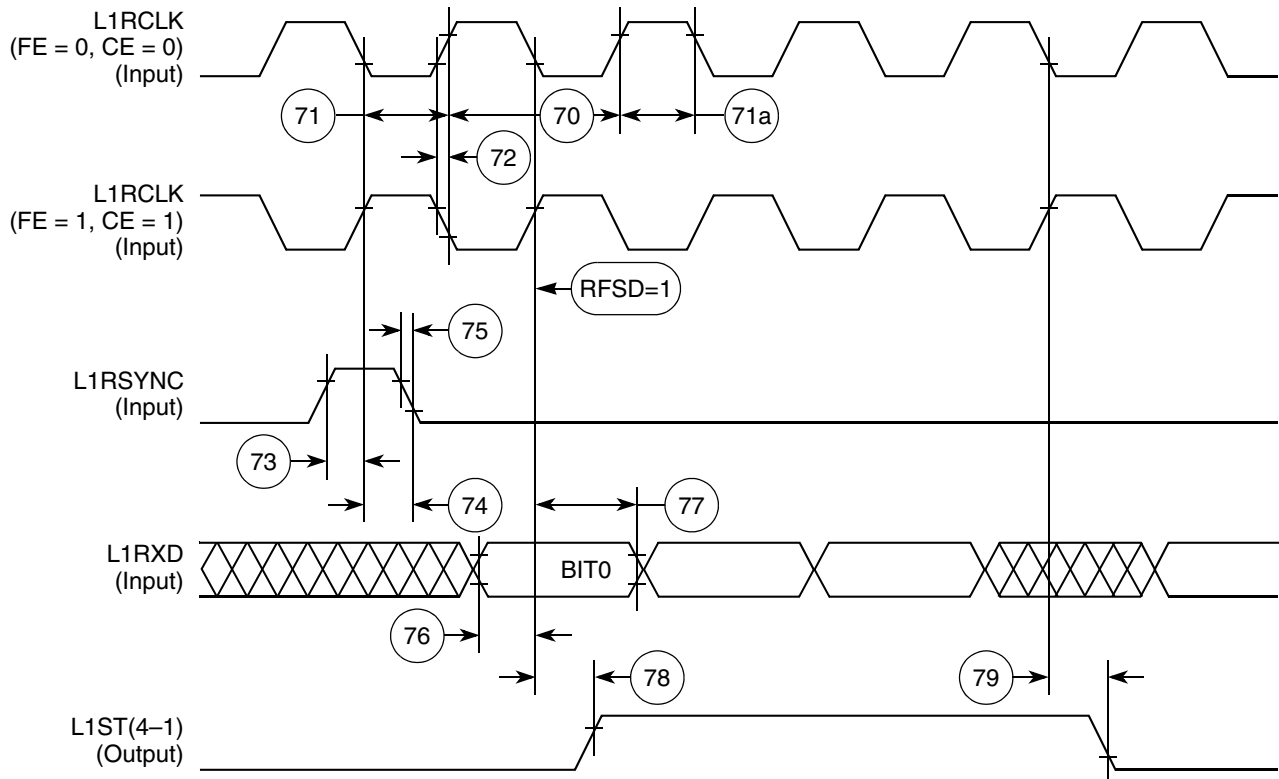 L1RCLK
(FE = 0, CE = 0)
(Input)
71
70
71a
72
L1RCLK
(FE = 1, CE = 1)
(Input)
RFSD=1
75
L1RSYNC
(Input)
73
74
77
L1RXD
(Input)
BIT0
76
78
79
L1ST(4–1)
(Output)